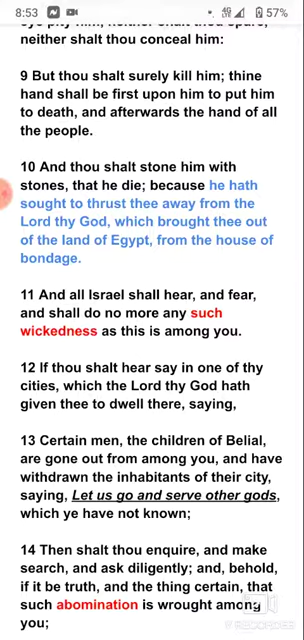 8:53
4G
57%
neither shalt thou conceal him:
9 But thou shalt surely kill him; thine
hand shall be first upon him to put him
to death, and afterwards the hand of all
the people.
10 And thou shalt stone him with
stones, that he die; because he hath
sought to thrust thee away from the
Lord thy God, which brought thee out
of the land of Egypt, from the house of
bondage.
11 And all Israel shall hear, and fear,
and shall do no more any such
wickedness as this is among you.
12 If thou shalt hear say in one of thy
cities, which the Lord thy God hath
given thee to dwell there, saying,
13 Certain men, the children of Belial,
are gone out from among you, and have
withdrawn the inhabitants of their city,
saying, Let us go and serve other gods,
which ye have not known;
14 Then shalt thou enquire, and make
search, and ask diligently; and, behold,
if it be truth, and the thing certain, that
such abomination is wrought among
you;